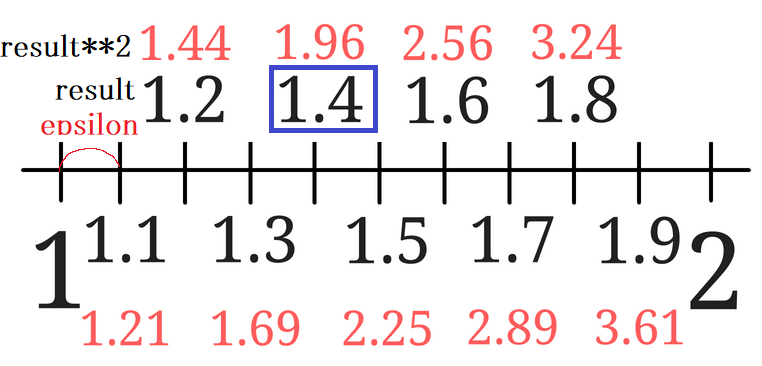 result**2 1.44 1.96 2.56 3.24
result 1.2 1.4 1.6 1.8
epsilon
1 1.1 1.3 1.5 1.7 1.9 2
1.21 1.69 2.25 2.89 3.61